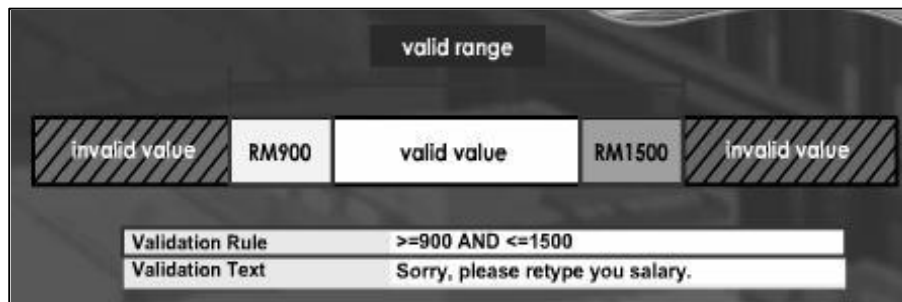 valid range
invalid value RM900 valid value RM1500 invalid value
Validation Rule >=900 AND <=1500
Validation Text Sorry, please retype you salary.